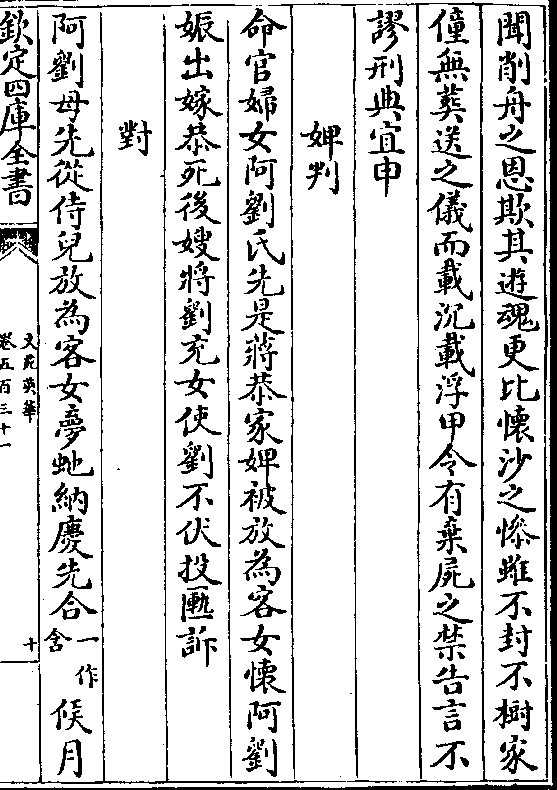 聞削舟之恩欺其遊魂更比懷沙之慘雖不封不樹家
僮無葬送之儀而載沉載浮甲令有棄屍之禁告言不
謬刑典宜申
婢判
命官婦女阿劉氏先是蔣恭家婢被放為客女懷阿劉
娠出嫁恭死後嫂將劉充女使劉不伏投匭訴
對
阿劉母先從侍兒放為客女夢虵納慶先合一作舍候月
欽定四庫全書
文苑英華
卷五百三十一
十